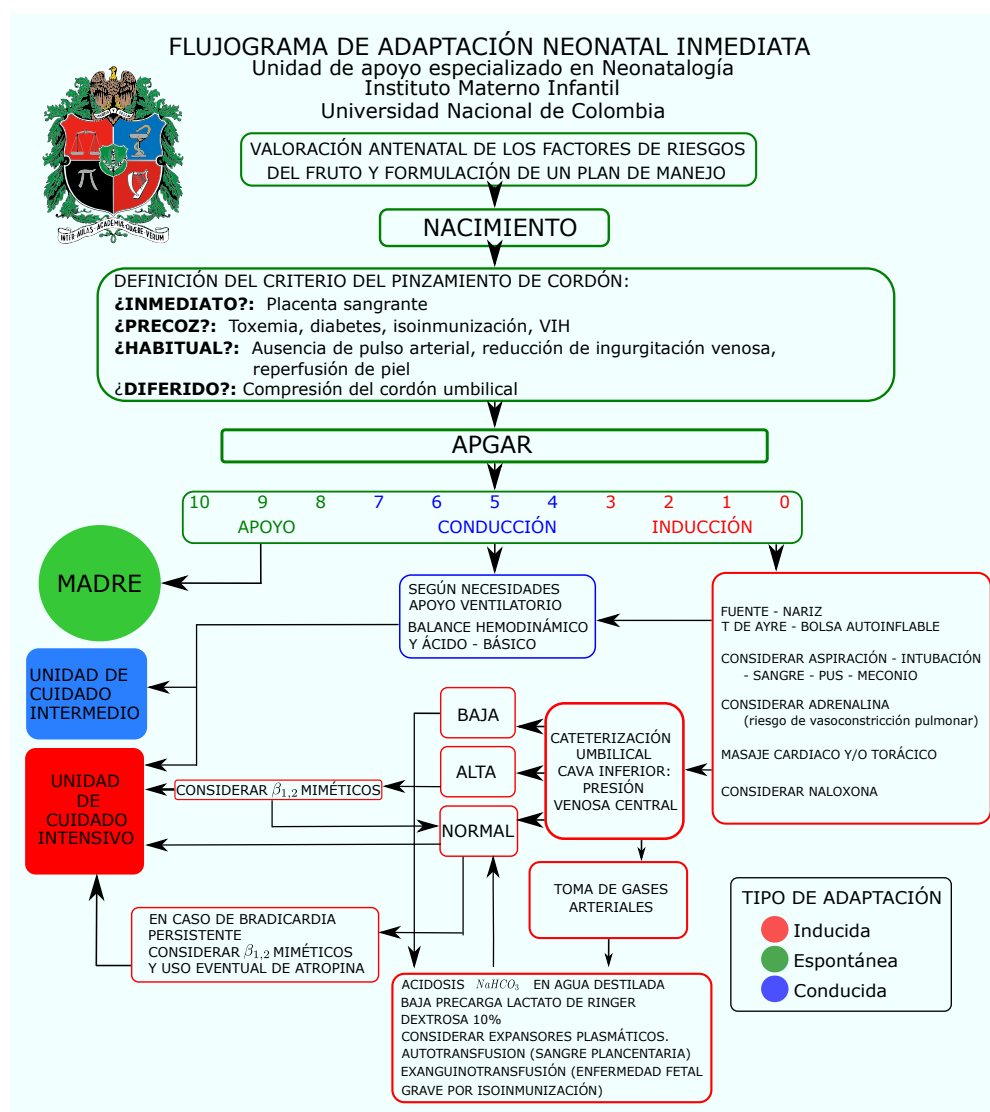 FLUJOGRAMA DE ADAPTACIÓN NEONATAL INMEDIATA
Unidad de apoyo especializado en Neonatalogía
Instituto Materno Infantil
Universidad Nacional de Colombia
INTER AULAS ACADEMIÆ QUÆRE VERUM
VALORACIÓN ANTENATAL DE LOS FACTORES DE RIESGOS
DEL FRUTO Y FORMULACIÓN DE UN PLAN DE MANEJO
NACIMIENTO
DEFINICIÓN DEL CRITERIO DEL PINZAMIENTO DE CORDÓN:
¿INMEDIATO?: Placenta sangrante
¿PRECOZ?: Toxemia, diabetes, isoinmunización, VIH
¿HABITUAL?: Ausencia de pulso arterial, reducción de ingurgitación venosa,
reperfusión de piel
¿DIFERIDO?: Compresión del cordón umbilical
APGAR
10 9 8 7 6 5 4 3 2 1 0
APOYO CONDUCCIÓN INDUCCIÓN
MADRE
SEGÚN NECESIDADES
APOYO VENTILATORIO
BALANCE HEMODINÁMICO
Y ÁCIDO - BÁSICO
FUENTE - NARIZ
T DE AYRE - BOLSA AUTOINFLABLE
CONSIDERAR ASPIRACIÓN - INTUBACIÓN
- SANGRE - PUS - MECONIO
CONSIDERAR ADRENALINA
(riesgo de vasoconstricción pulmonar)
MASAJE CARDIACO Y/O TORÁCICO
CONSIDERAR NALOXONA
UNIDAD DE
CUIDADO
INTERMEDIO
UNIDAD
DE
CUIDADO
INTENSIVO
BAJA
ALTA
NORMAL
CONSIDERAR β1,2 MIMÉTICOS
CATETERIZACIÓN
UMBILICAL
CAVA INFERIOR:
PRESIÓN
VENOSA CENTRAL
TOMA DE GASES
ARTERIALES
EN CASO DE BRADICARDIA
PERSISTENTE
CONSIDERAR β1,2 MIMÉTICOS
Y USO EVENTUAL DE ATROPINA
ACIDOSIS NaHCO3 EN AGUA DESTILADA
BAJA PRECARGA LACTATO DE RINGER
DEXTROSA 10%
CONSIDERAR EXPANSORES PLASMÁTICOS.
AUTOTRANSFUSION (SANGRE PLANCENTARIA)
EXANGUINOTRANSFUSIÓN (ENFERMEDAD FETAL
GRAVE POR ISOINMUNIZACIÓN)
TIPO DE ADAPTACIÓN
Inducida
Espontánea
Conducida